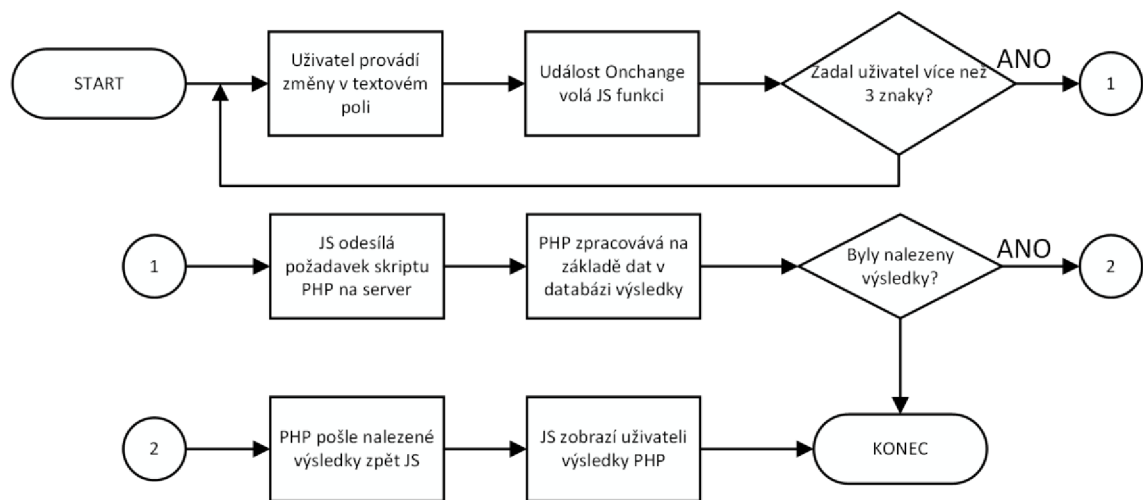 START
Uživatel provádí
změny v textovém
poli
Událost Onchange
volá JS funkci
Zadal uživatel více než
3 znaky?
ANO
1
1
JS odesílá
požadavek skriptu
PHP na server
PHP zpracovává na
základě dat v
databázi výsledky
Byly nalezeny
výsledky?
ANO
2
2
PHP pošle nalezené
výsledky zpět JS
JS zobrazí uživateli
výsledky PHP
KONEC